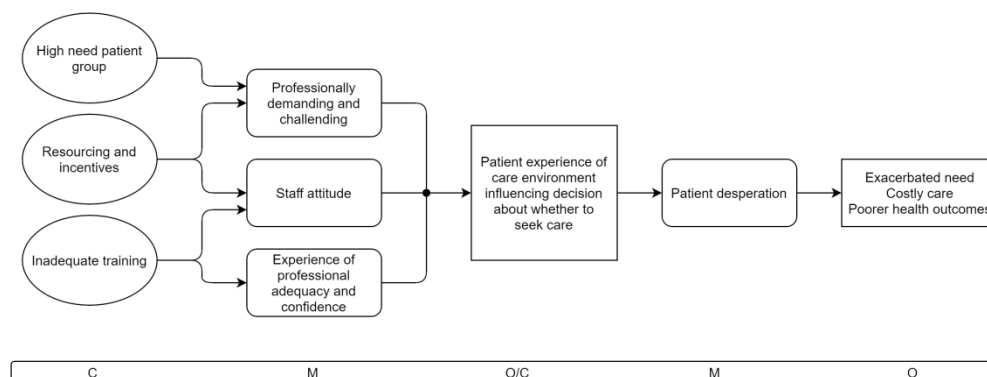 High need patient
group
Resourcing and
incentives
Inadequate training
Professionally
demanding and
challending
Staff attitude
Experience of
professional
adequacy and
confidence
Patient experience of
care environment
influencing decision
about whether to
seek care
Patient desperation
Exacerbated need
Costly care
Poorer health outcomes
C
M
O/C
M
O